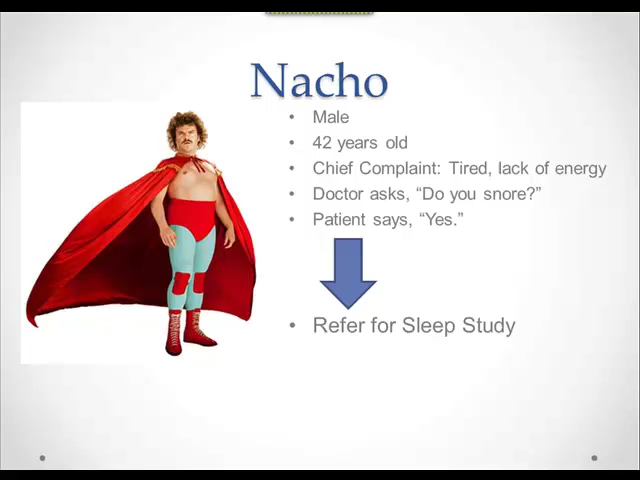 Nacho
• Male
• 42 years old
• Chief Complaint: Tired, lack of energy
• Doctor asks, “Do you snore?”
• Patient says, “Yes.”
• Refer for Sleep Study